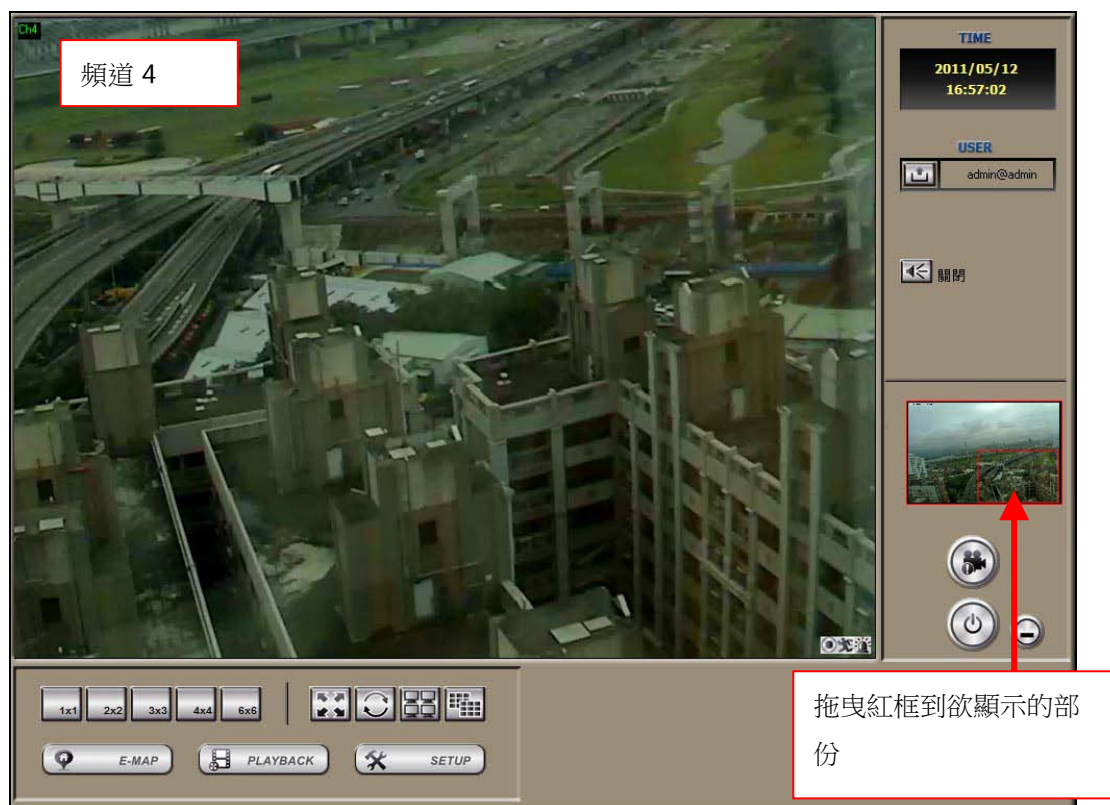 Ch4
頻道 4
TIME
2011/05/12
16:57:02
USER
admin@admin
關閉
拖曳紅框到欲顯示的部
份
1x1 2x2 3x3 4x4 6x6
E-MAP PLAYBACK SETUP